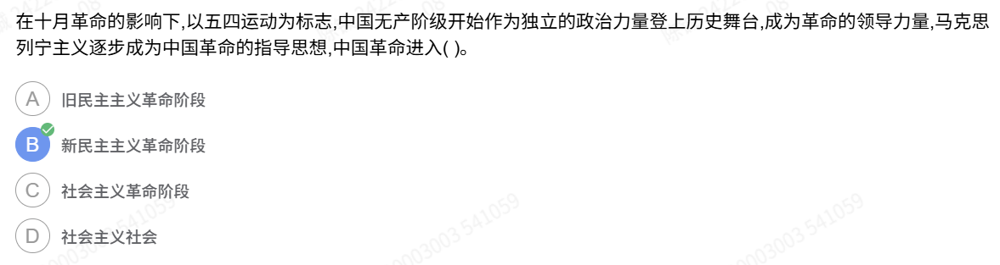 在十月革命的影响下,以五四运动为标志,中国无产阶级开始作为独立的政治力量登上历史舞台,成为革命的领导力量,马克思
列宁主义逐步成为中国革命的指导思想,中国革命进入( )。
A 旧民主主义革命阶段
B 新民主主义革命阶段
C 社会主义革命阶段
D 社会主义社会
0003003 541059
0003003 541059